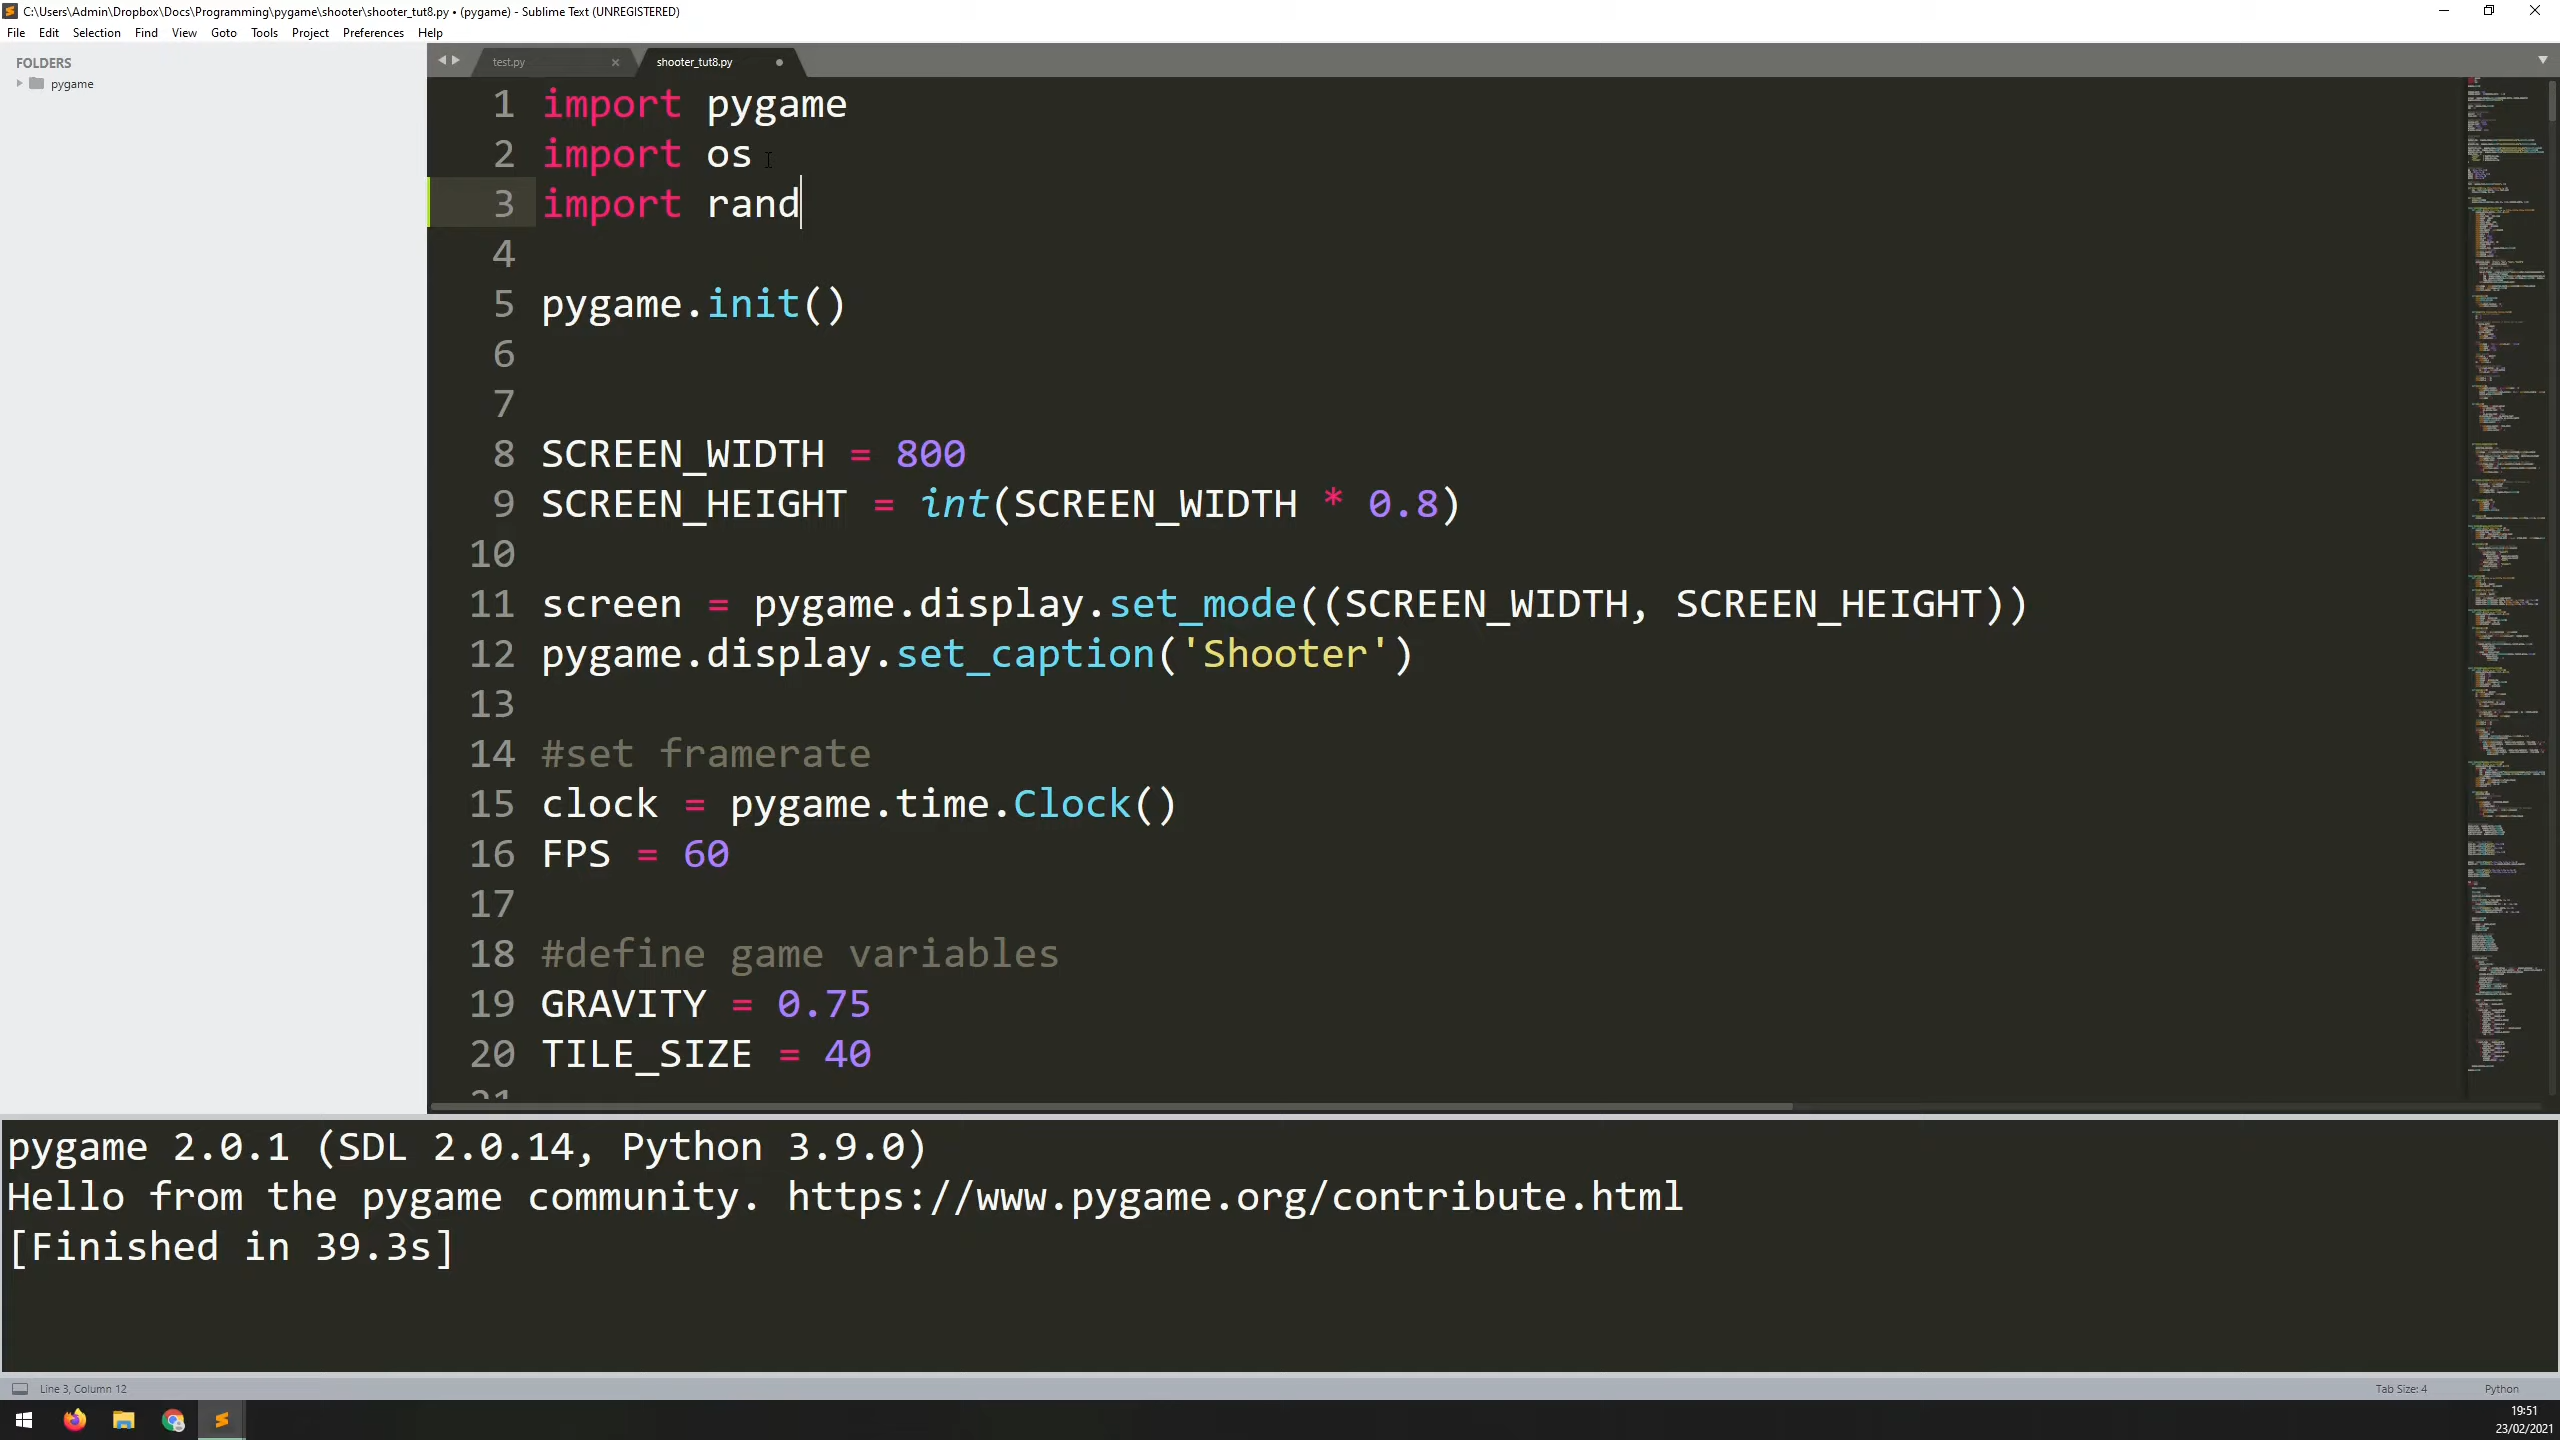 C:\Users\Admin\Dropbox\Docs\Programming\pygame\shooter\shooter_tut8.py • (pygame) - Sublime Text (UNREGISTERED)
File Edit Selection Find View Goto Tools Project Preferences Help
FOLDERS
pygame
test.py
shooter_tut8.py
1 import pygame
2 import os
3 import rand
4
5 pygame.init()
6
7
8 SCREEN_WIDTH = 800
9 SCREEN_HEIGHT = int(SCREEN_WIDTH * 0.8)
10
11 screen = pygame.display.set_mode((SCREEN_WIDTH, SCREEN_HEIGHT))
12 pygame.display.set_caption('Shooter')
13
14 #set framerate
15 clock = pygame.time.Clock()
16 FPS = 60
17
18 #define game variables
19 GRAVITY = 0.75
20 TILE_SIZE = 40
21
pygame 2.0.1 (SDL 2.0.14, Python 3.9.0)
Hello from the pygame community. https://www.pygame.org/contribute.html
[Finished in 39.3s]
Line 3, Column 12
Tab Size: 4
Python
19:51
23/02/2021